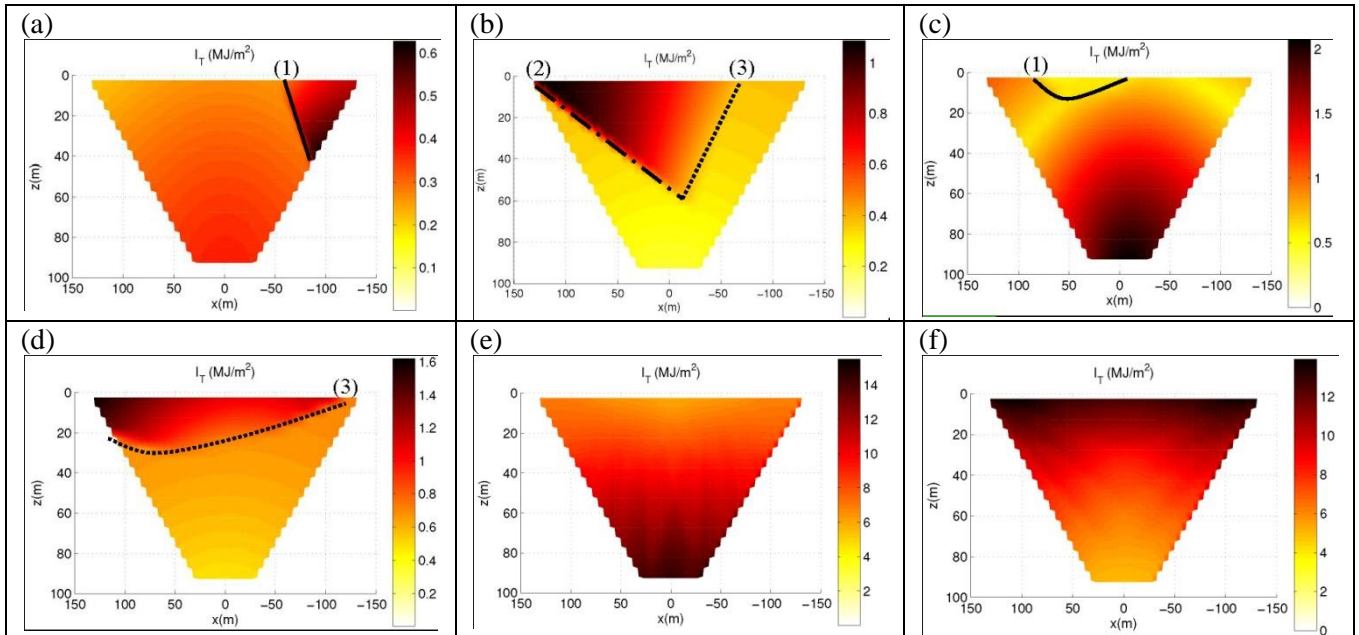 (a)
I_T (MJ/m²)
(1)
0
20
40
60
80
100
z(m)
150 100 50 0 −50 −100 −150
x(m)
0.6
0.5
0.4
0.3
0.2
0.1
(b)
I_T (MJ/m²)
(2) (3)
0
20
40
60
80
100
z(m)
150 100 50 0 −50 −100 −150
x(m)
1
0.8
0.6
0.4
0.2
(c)
I_T (MJ/m²)
(1)
0
20
40
60
80
100
z(m)
150 100 50 0 −50 −100 −150
x(m)
2
1.5
1
0.5
0
(d)
I_T (MJ/m²)
(3)
0
20
40
60
80
100
z(m)
150 100 50 0 −50 −100 −150
x(m)
1.6
1.4
1.2
1
0.8
0.6
0.4
0.2
(e)
I_T (MJ/m²)
0
20
40
60
80
100
z(m)
150 100 50 0 −50 −100 −150
x(m)
14
12
10
8
6
4
2
(f)
I_T (MJ/m²)
0
20
40
60
80
100
z(m)
150 100 50 0 −50 −100 −150
x(m)
12
10
8
6
4
2
0